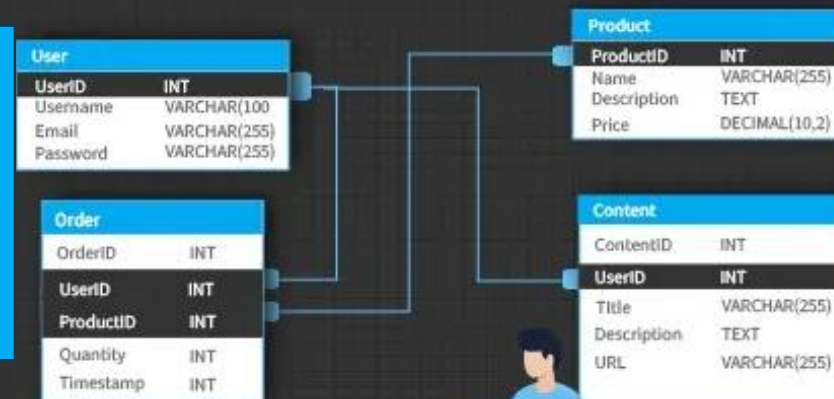 User
UserID INT
Username VARCHAR(100
Email VARCHAR(255)
Password VARCHAR(255)
Order
OrderID INT
UserID INT
ProductID INT
Quantity INT
Timestamp INT
Product
ProductID INT
Name VARCHAR(255)
Description TEXT
Price DECIMAL(10,2)
Content
ContentID INT
UserID INT
Title VARCHAR(255)
Description TEXT
URL VARCHAR(255)